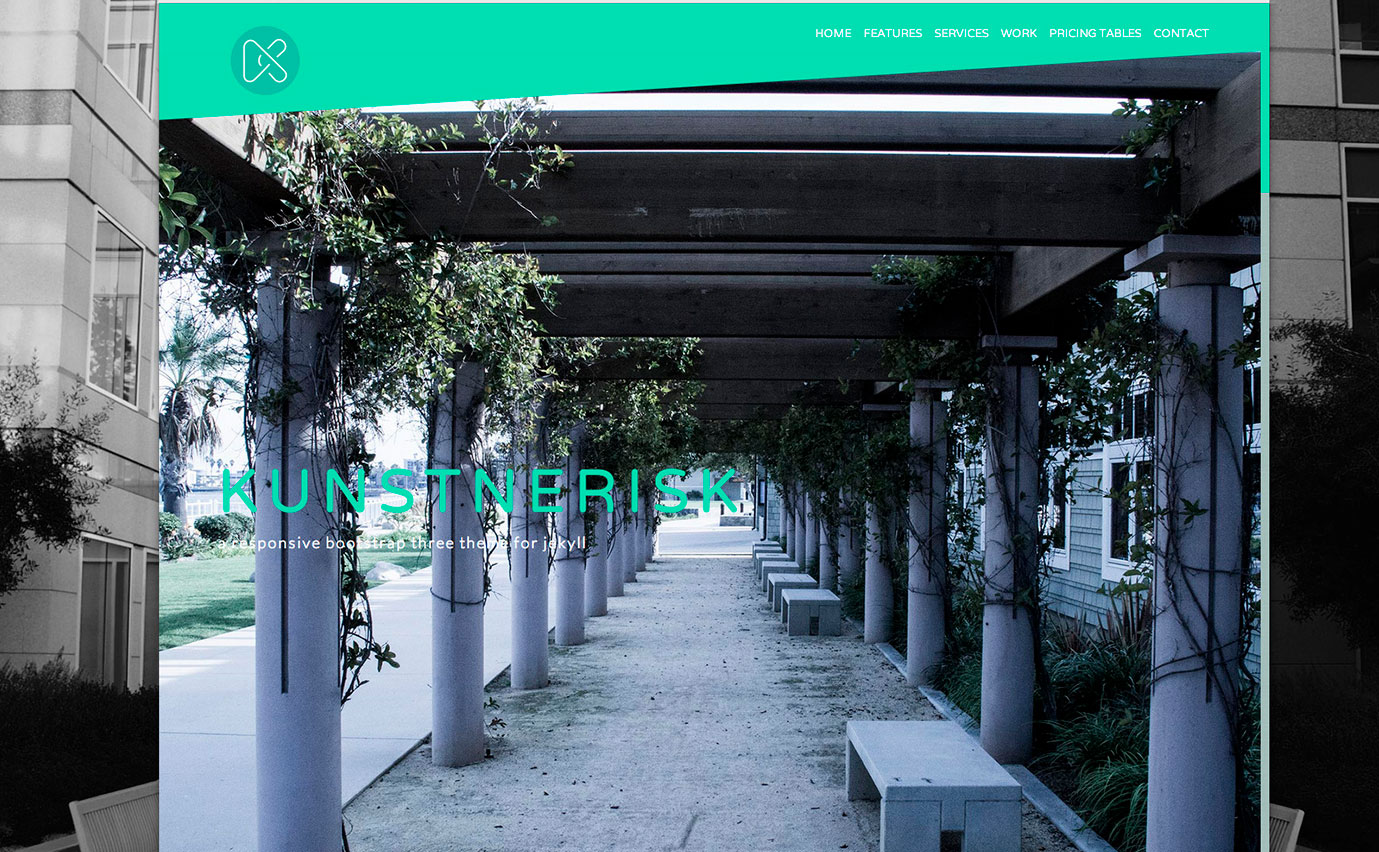 HOME FEATURES SERVICES WORK PRICING TABLES CONTACT
KUNSTNERISK
a responsive bootstrap three theme for jekyll